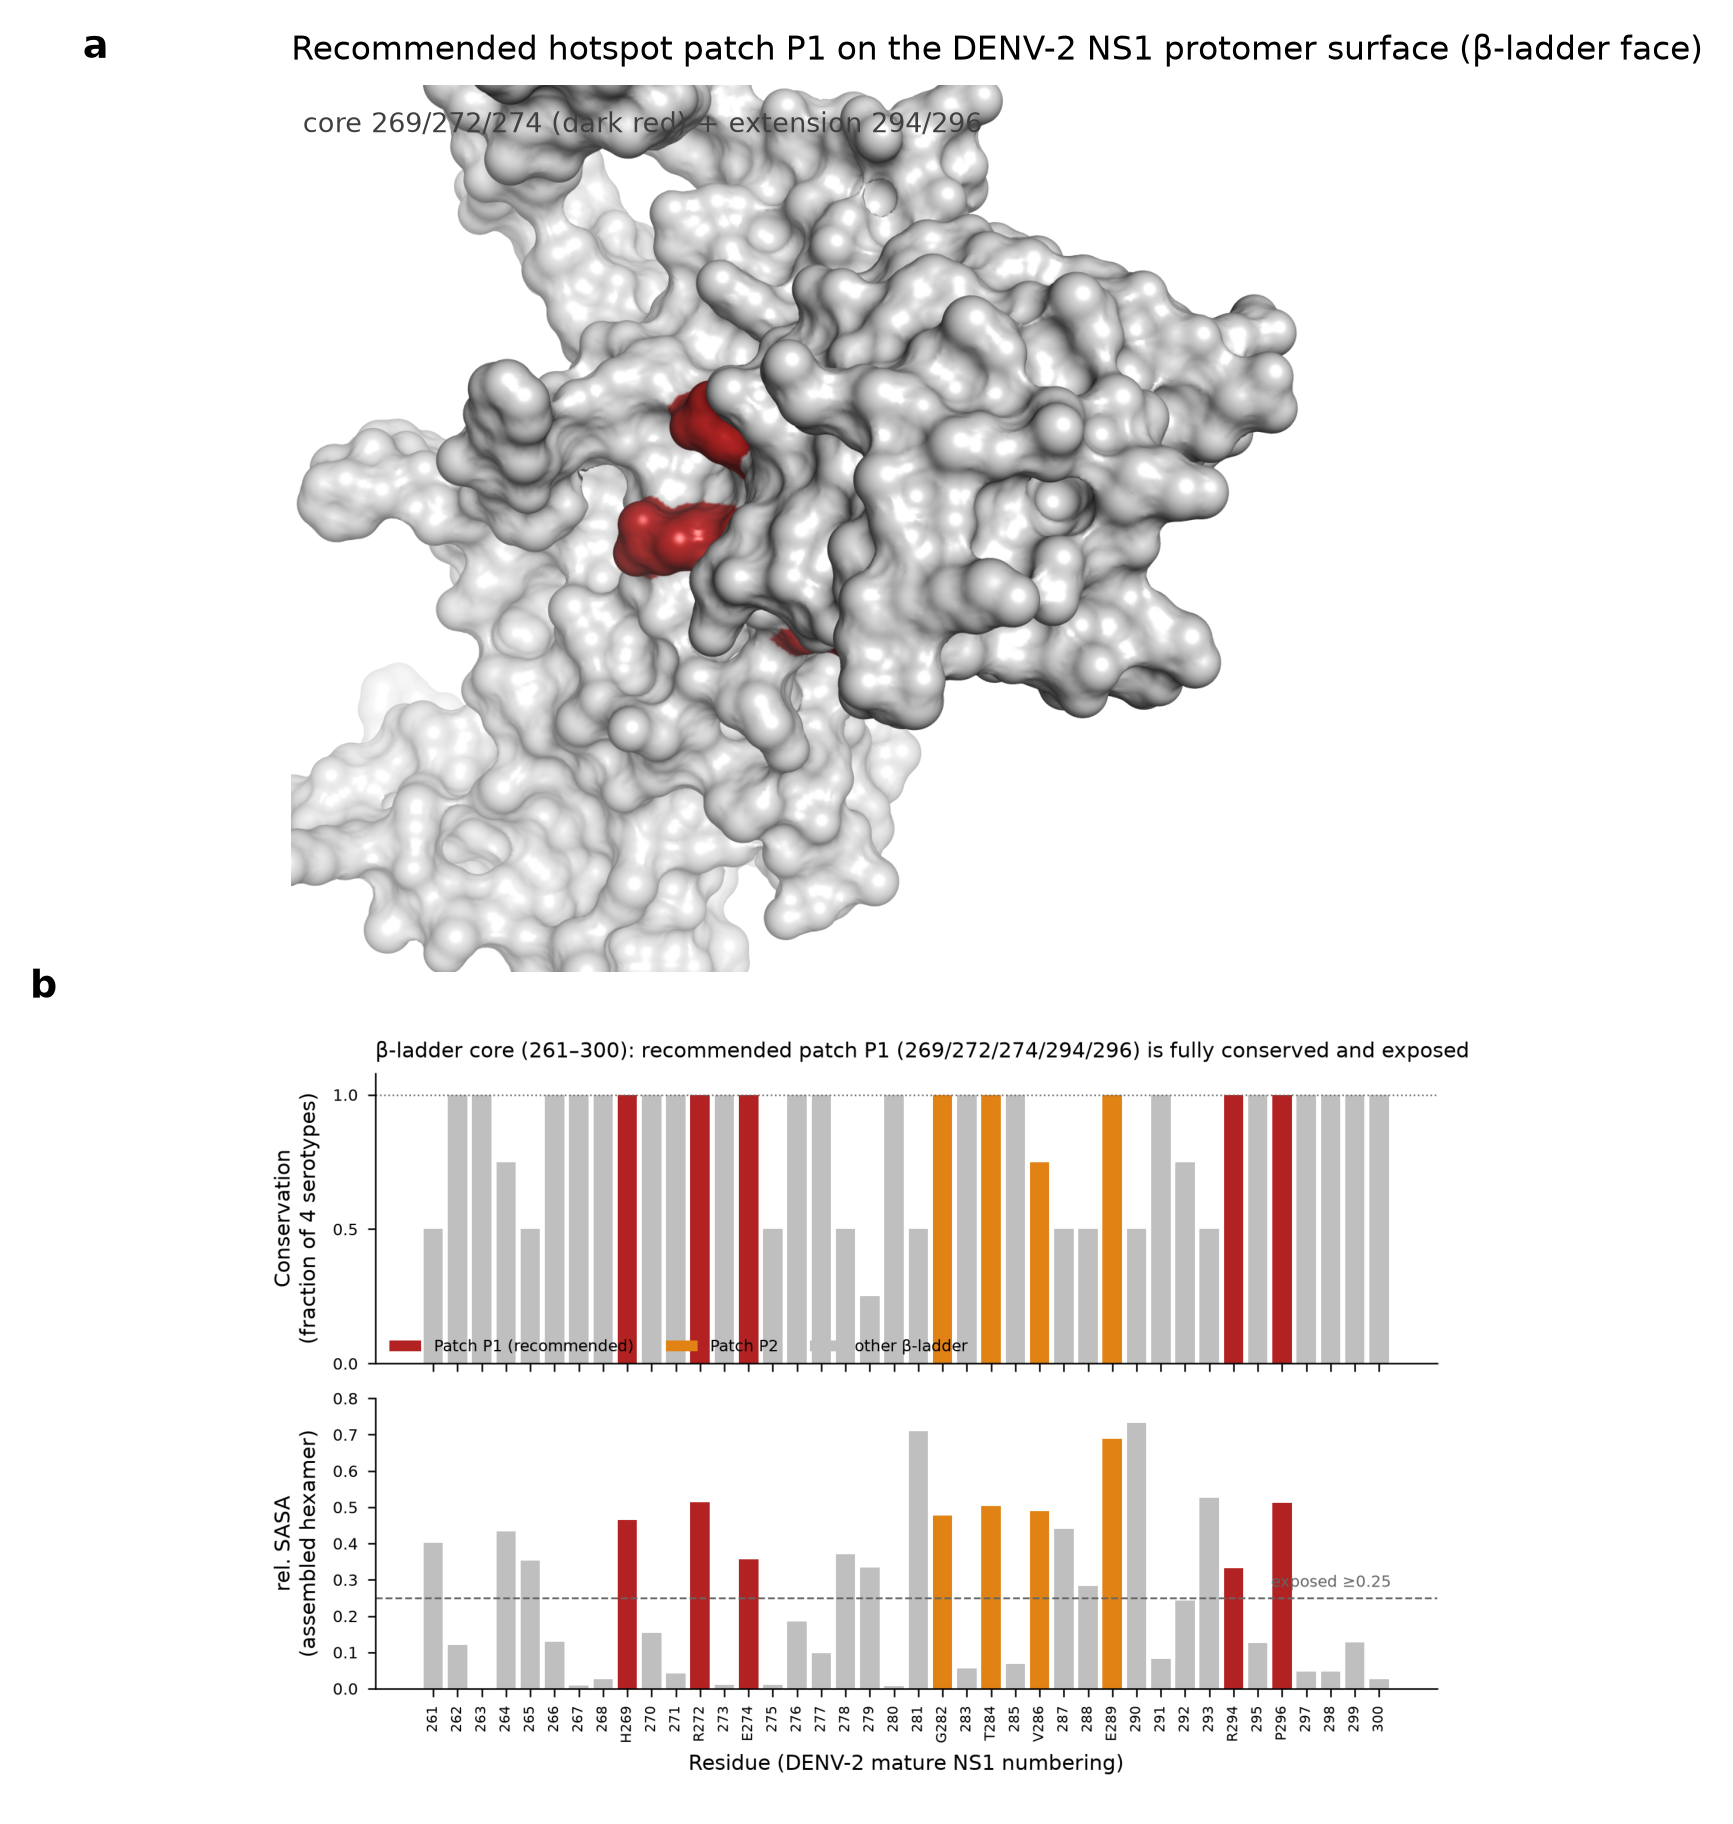 a
Recommended hotspot patch P1 on the DENV-2 NS1 protomer surface (β-ladder face)
core 269/272/274 (dark red) + extension 294/296
b
β-ladder core (261–300): recommended patch P1 (269/272/274/294/296) is fully conserved and exposed
Conservation
(fraction of 4 serotypes)
1.0
0.5
0.0
Patch P1 (recommended)
Patch P2
other β-ladder
rel. SASA
(assembled hexamer)
0.8
0.7
0.6
0.5
0.4
0.3
0.2
0.1
0.0
exposed ≥0.25
261
262
263
264
265
266
267
268
H269
270
271
R272
273
E274
275
276
277
278
279
280
281
G282
283
T284
285
V286
287
288
E289
290
291
292
293
R294
295
P296
297
298
299
300
Residue (DENV-2 mature NS1 numbering)